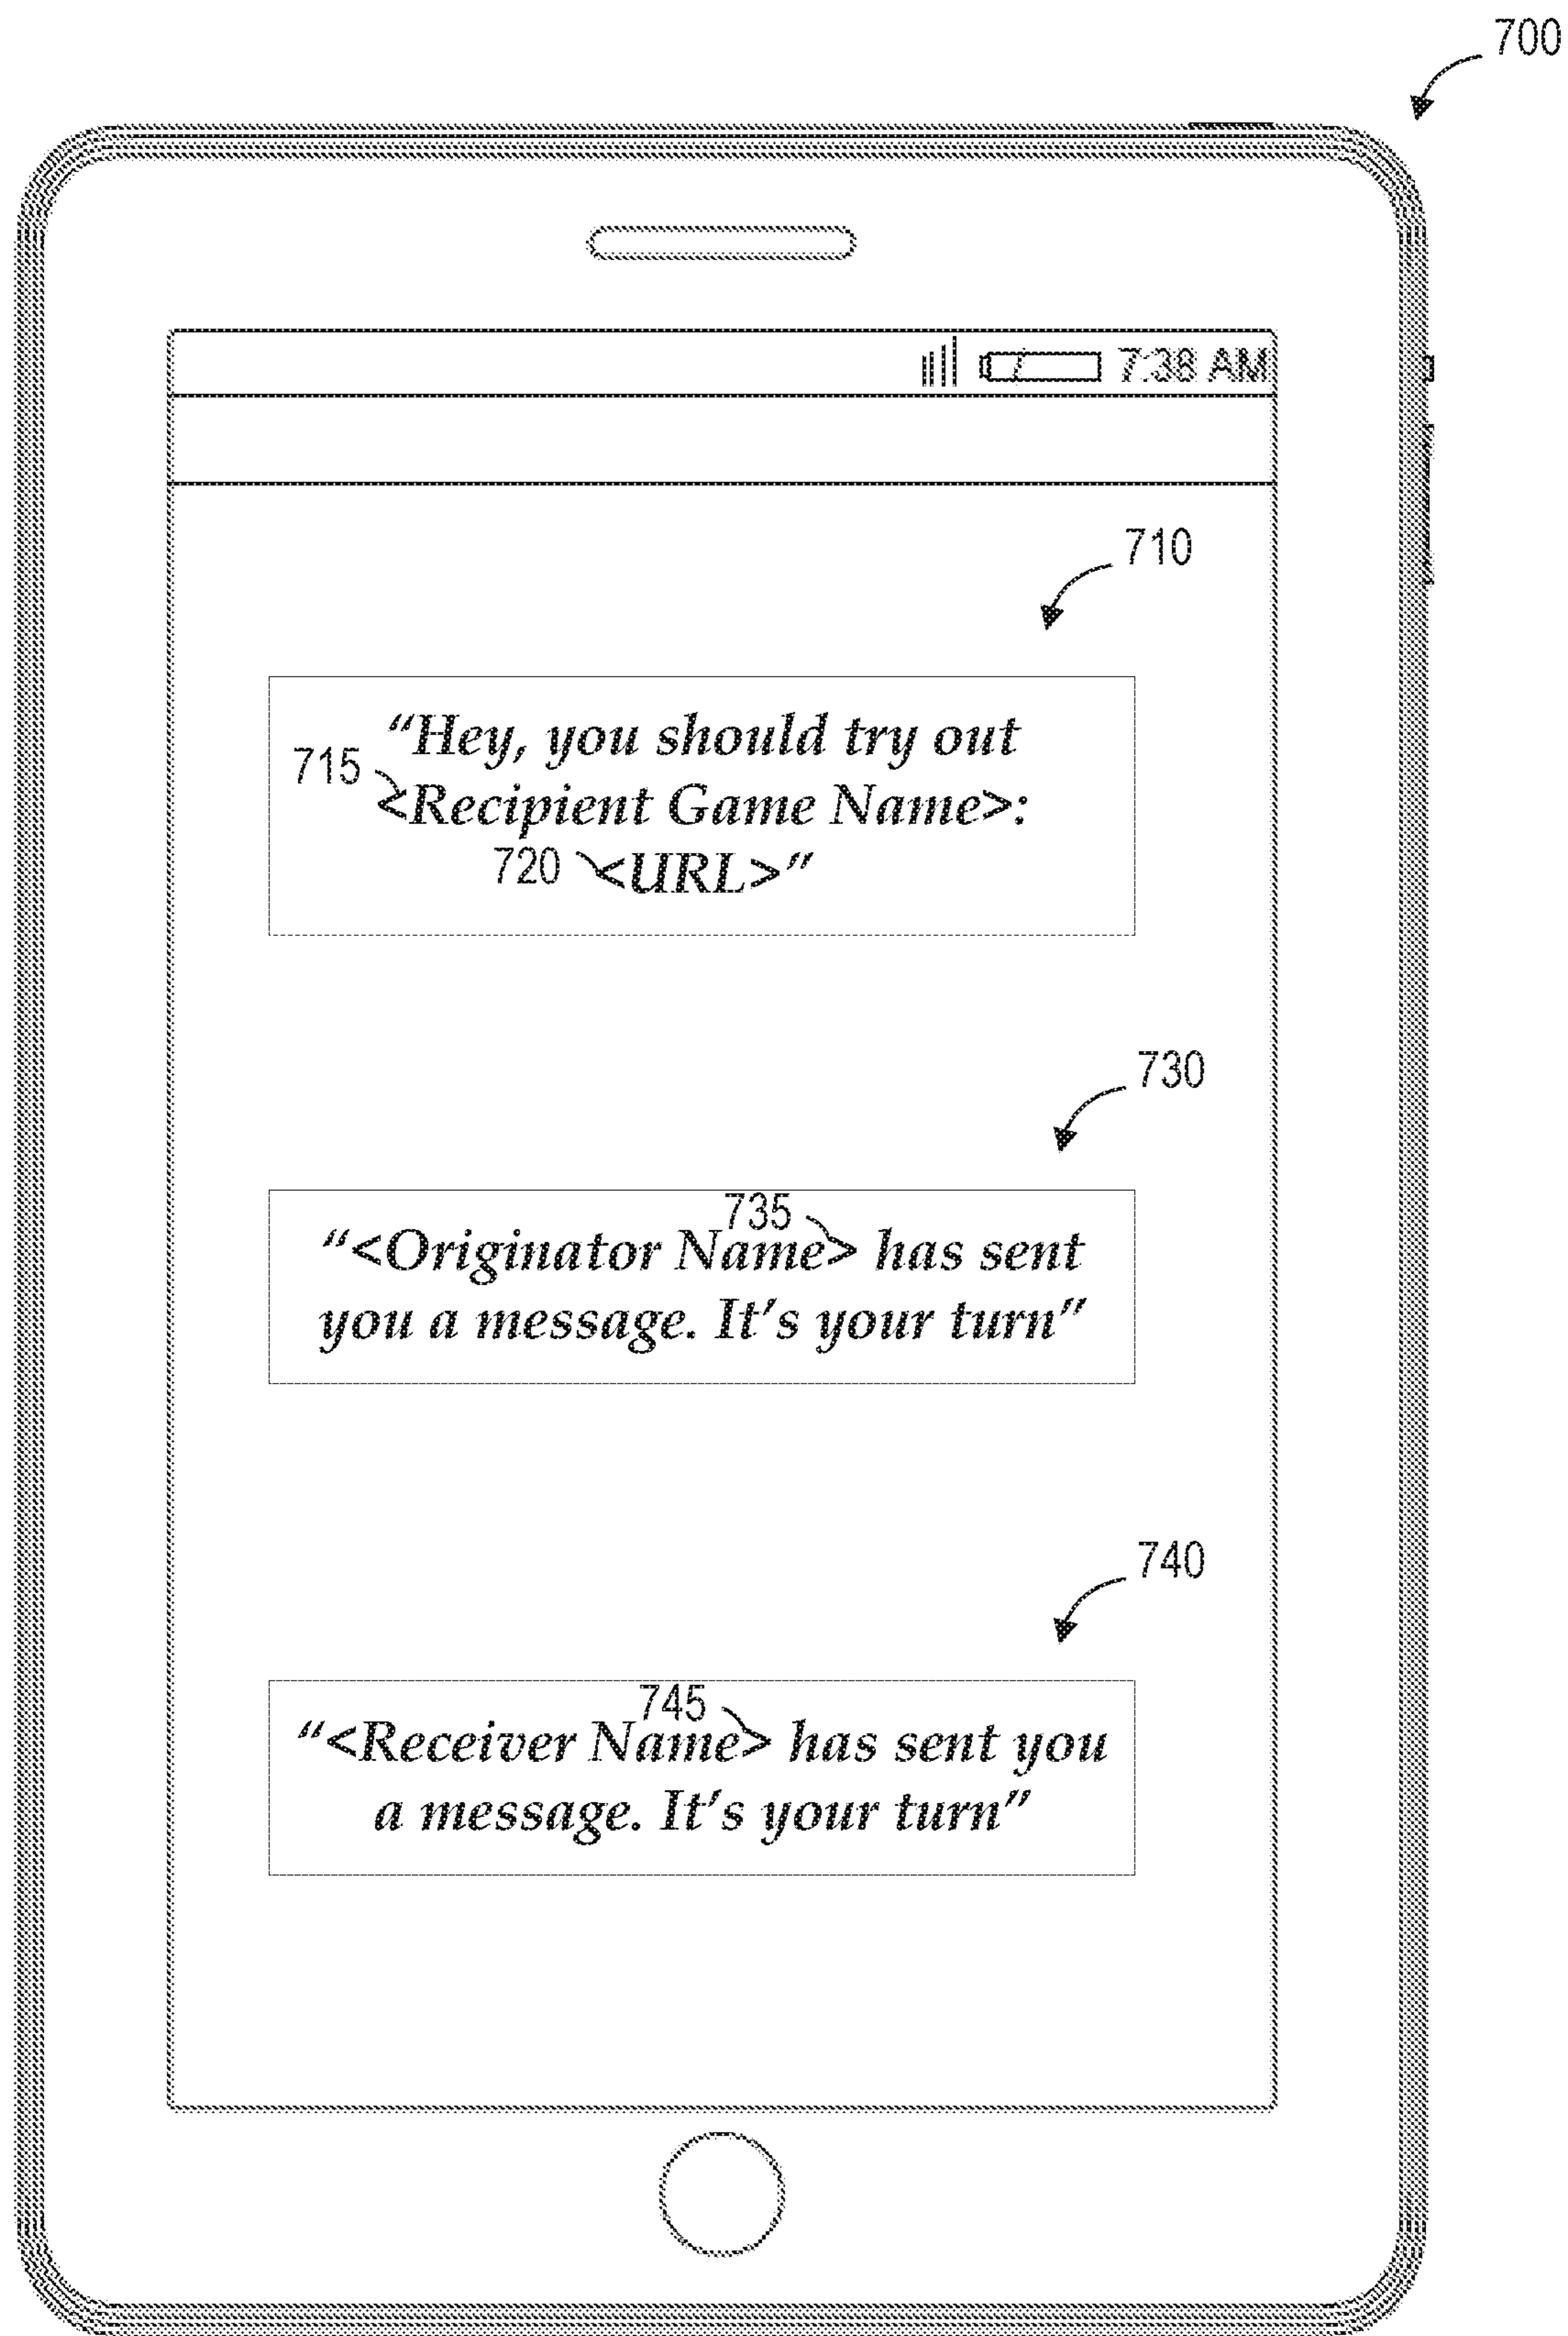 700
7:38 AM
710
“Hey, you should try out
715
<Recipient Game Name>:
720 <URL>”
730
735
“<Originator Name> has sent
you a message. It’s your turn”
740
745
“<Receiver Name> has sent you
a message. It’s your turn”